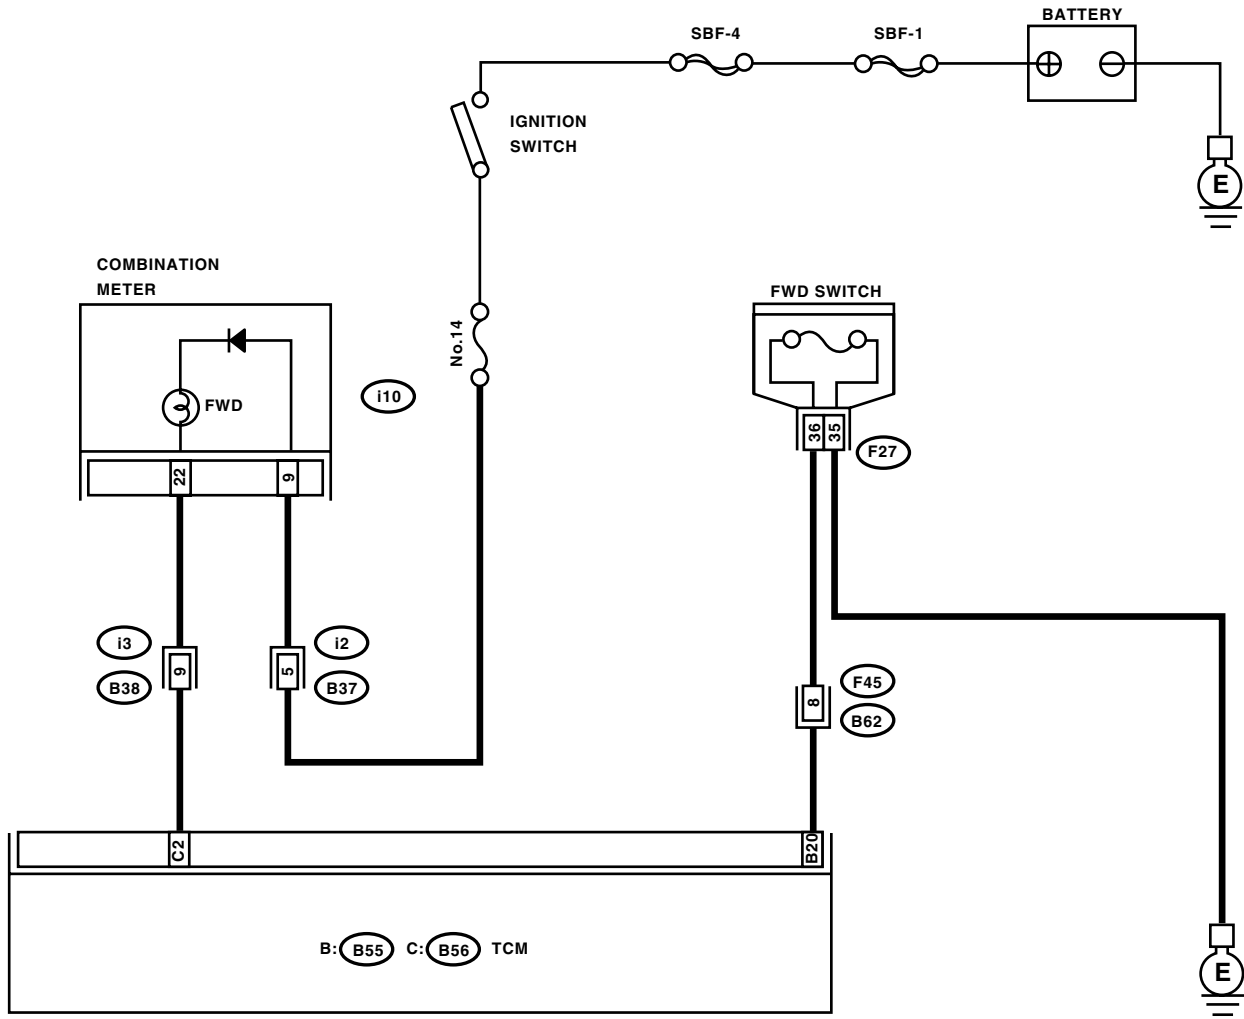 BATTERY
SBF-4
SBF-1
IGNITION
SWITCH
E
COMBINATION
METER
FWD SWITCH
No.14
i10
FWD
36
35
F27
22
9
i3
i2
B38
9
5
B37
F45
8
B62
C2
B20
B: B55 C: B56 TCM
E